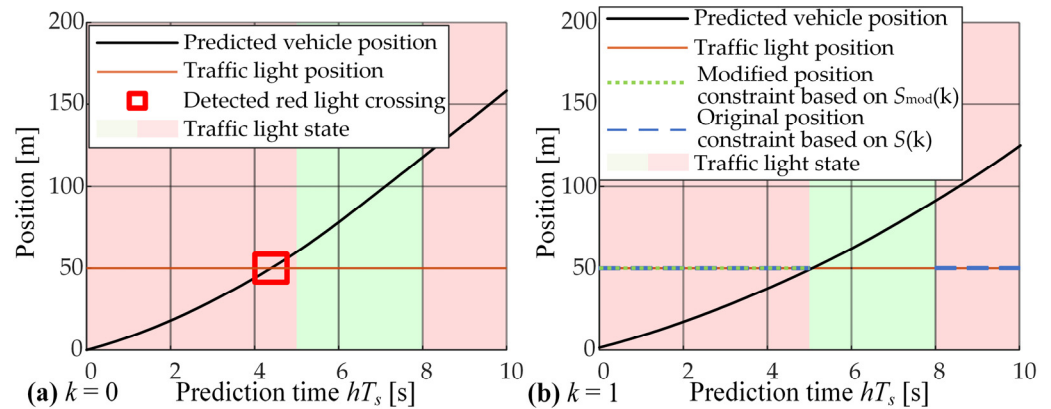 200
150
100
50
0
Position [m]
Predicted vehicle position
Traffic light position
Detected red light crossing
Traffic light state
0 2 4 6 8 10
(a) k = 0 Prediction time hTₛ [s]
200
150
100
50
0
Position [m]
Predicted vehicle position
Traffic light position
Modified position
constraint based on Smod(k)
Original position
constraint based on S(k)
Traffic light state
0 2 4 6 8 10
(b) k = 1 Prediction time hTₛ [s]